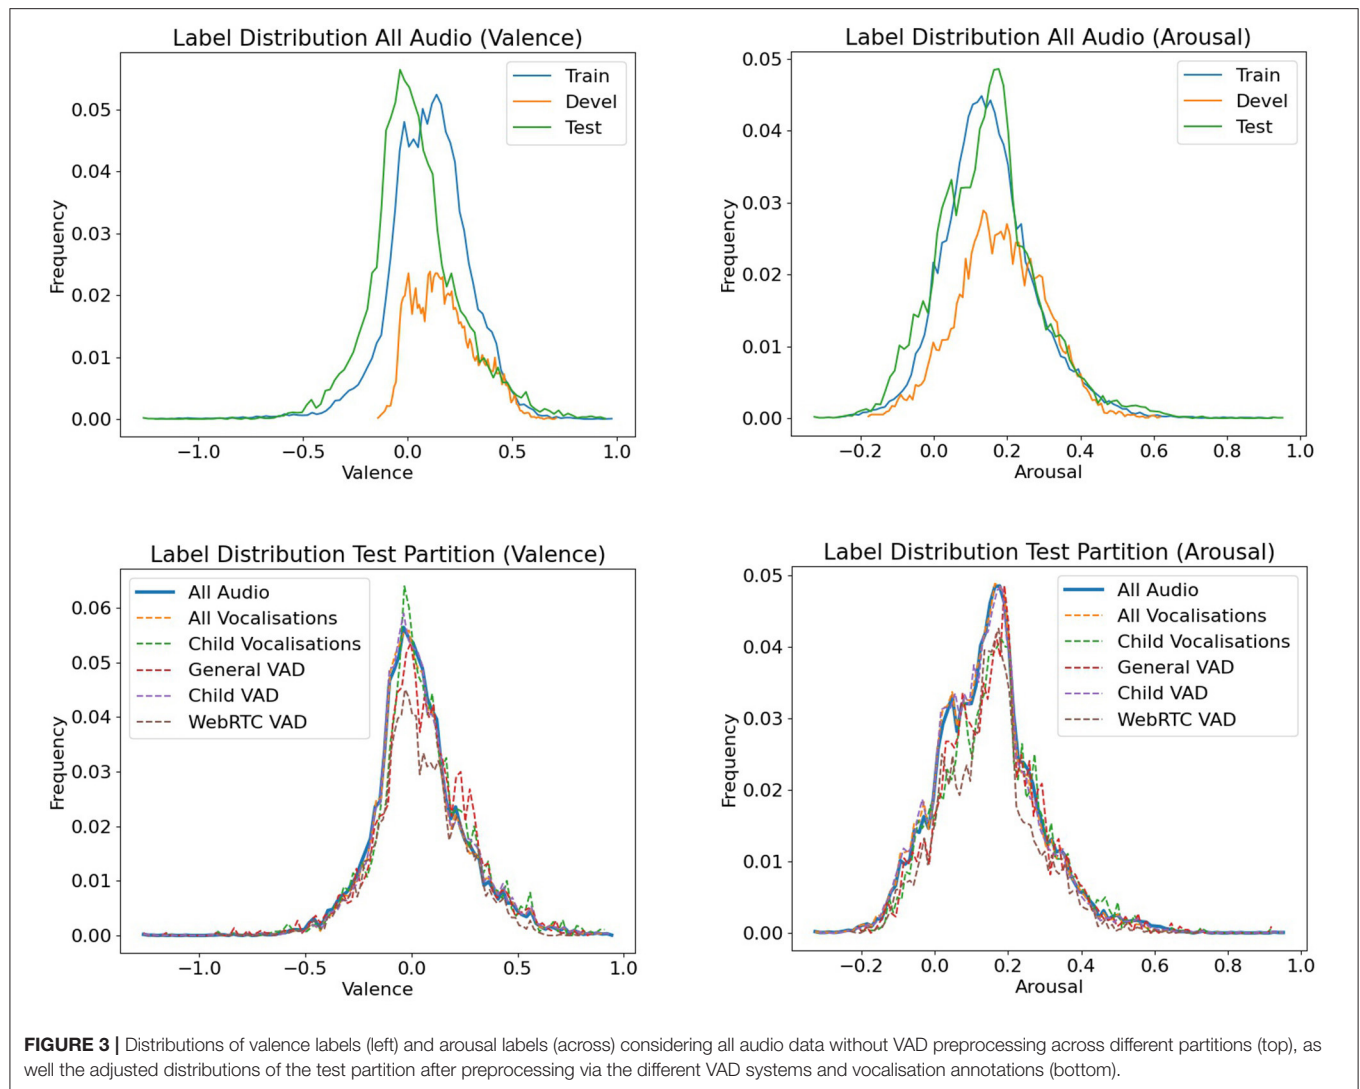 Label Distribution All Audio (Valence)
Train
Devel
Test
0.05
0.04
0.03
0.02
0.01
0.00
Frequency
−1.0 −0.5 0.0 0.5 1.0
Valence
Label Distribution All Audio (Arousal)
Train
Devel
Test
0.05
0.04
0.03
0.02
0.01
0.00
Frequency
−0.2 0.0 0.2 0.4 0.6 0.8 1.0
Arousal
Label Distribution Test Partition (Valence)
All Audio
All Vocalisations
Child Vocalisations
General VAD
Child VAD
WebRTC VAD
0.06
0.05
0.04
0.03
0.02
0.01
0.00
Frequency
−1.0 −0.5 0.0 0.5 1.0
Valence
Label Distribution Test Partition (Arousal)
All Audio
All Vocalisations
Child Vocalisations
General VAD
Child VAD
WebRTC VAD
0.05
0.04
0.03
0.02
0.01
0.00
Frequency
−0.2 0.0 0.2 0.4 0.6 0.8 1.0
Arousal
FIGURE 3 | Distributions of valence labels (left) and arousal labels (across) considering all audio data without VAD preprocessing across different partitions (top), as
well the adjusted distributions of the test partition after preprocessing via the different VAD systems and vocalisation annotations (bottom).